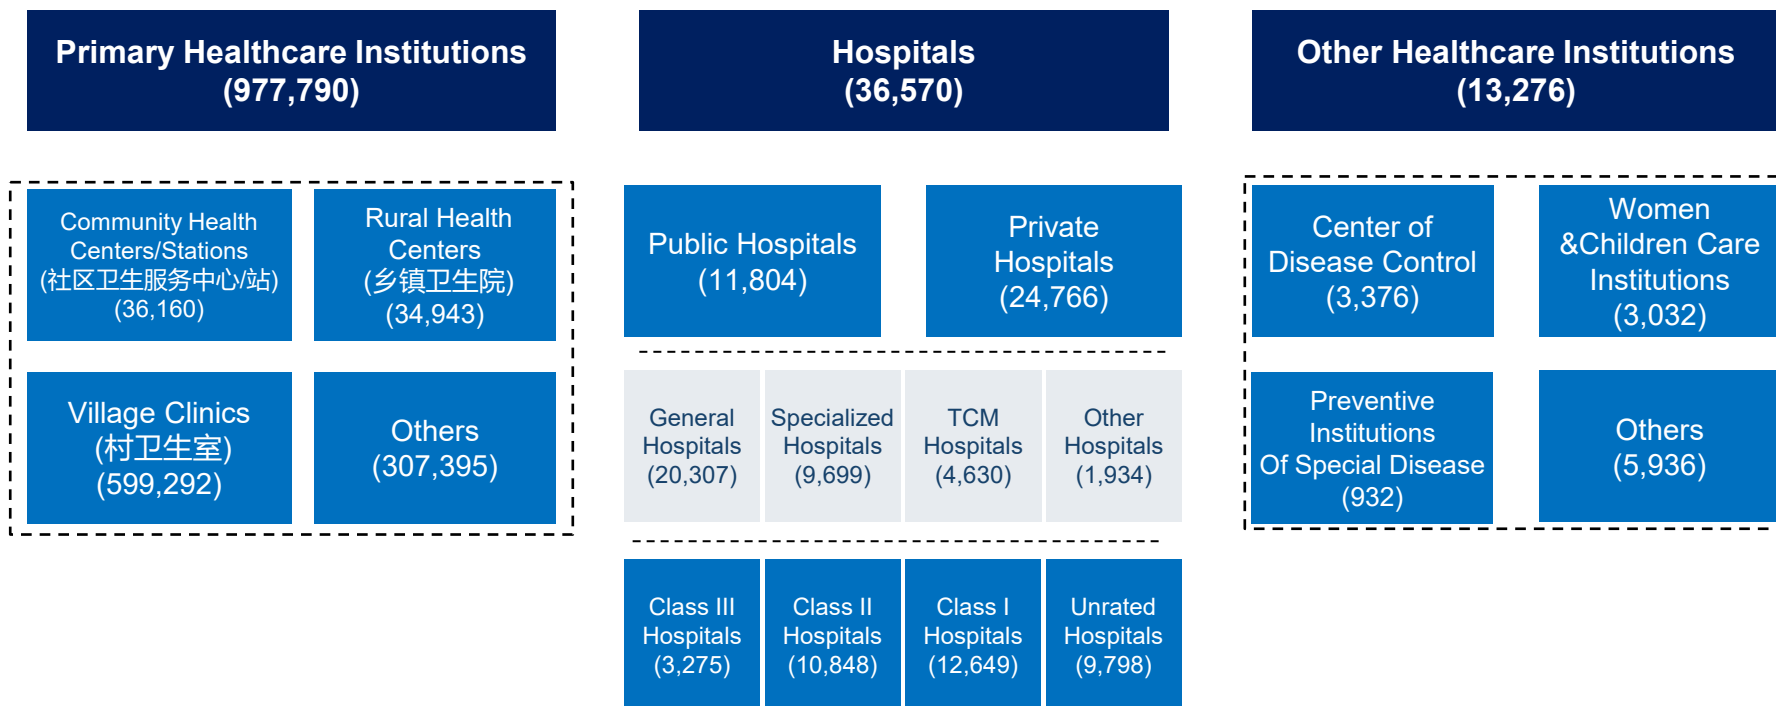 Primary Healthcare Institutions
(977,790)
Hospitals
(36,570)
Other Healthcare Institutions
(13,276)
Community Health
Centers/Stations
(社区卫生服务中心/站)
(36,160)
Rural Health
Centers
(乡镇卫生院)
(34,943)
Village Clinics
(村卫生室)
(599,292)
Others
(307,395)
Public Hospitals
(11,804)
Private
Hospitals
(24,766)
General
Hospitals
(20,307)
Specialized
Hospitals
(9,699)
TCM
Hospitals
(4,630)
Other
Hospitals
(1,934)
Class III
Hospitals
(3,275)
Class II
Hospitals
(10,848)
Class I
Hospitals
(12,649)
Unrated
Hospitals
(9,798)
Center of
Disease Control
(3,376)
Women
&Children Care
Institutions
(3,032)
Preventive
Institutions
Of Special Disease
(932)
Others
(5,936)